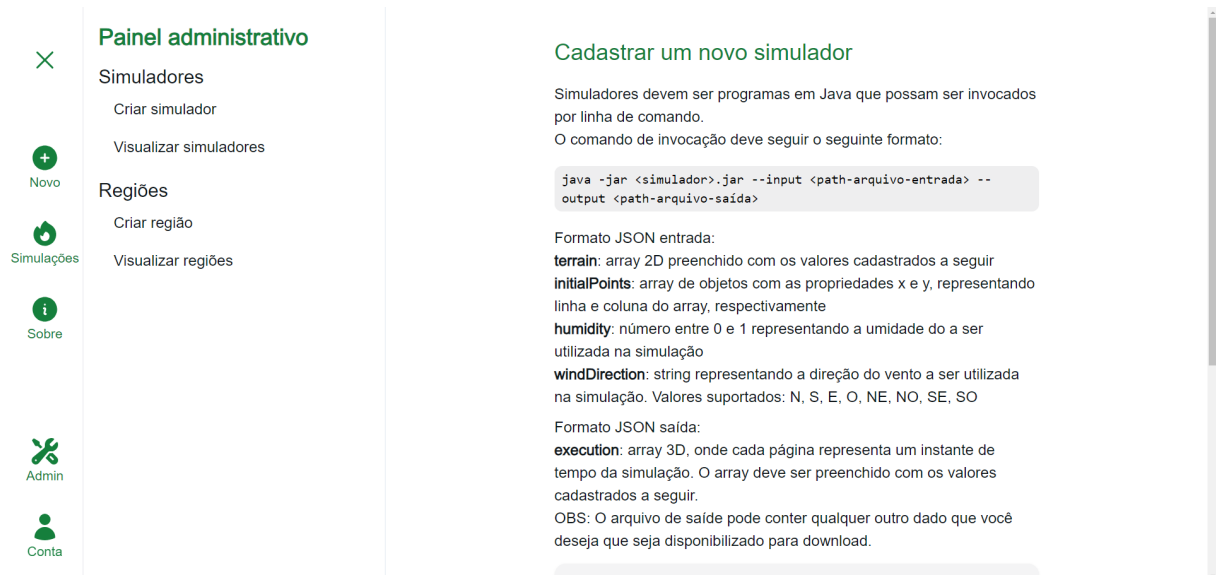 Novo
Simulações
Sobre
Admin
Conta
Painel administrativo
Simuladores
Criar simulador
Visualizar simuladores
Regiões
Criar região
Visualizar regiões
Cadastrar um novo simulador
Simuladores devem ser programas em Java que possam ser invocados
por linha de comando.
O comando de invocação deve seguir o seguinte formato:
java -jar <simulador>.jar --input <path-arquivo-entrada> --
output <path-arquivo-saída>
Formato JSON entrada:
terrain: array 2D preenchido com os valores cadastrados a seguir
initialPoints: array de objetos com as propriedades x e y, representando
linha e coluna do array, respectivamente
humidity: número entre 0 e 1 representando a umidade do a ser
utilizada na simulação
windDirection: string representando a direção do vento a ser utilizada
na simulação. Valores suportados: N, S, E, O, NE, NO, SE, SO
Formato JSON saída:
execution: array 3D, onde cada página representa um instante de
tempo da simulação. O array deve ser preenchido com os valores
cadastrados a seguir.
OBS: O arquivo de saíde pode conter qualquer outro dado que você
deseja que seja disponibilizado para download.